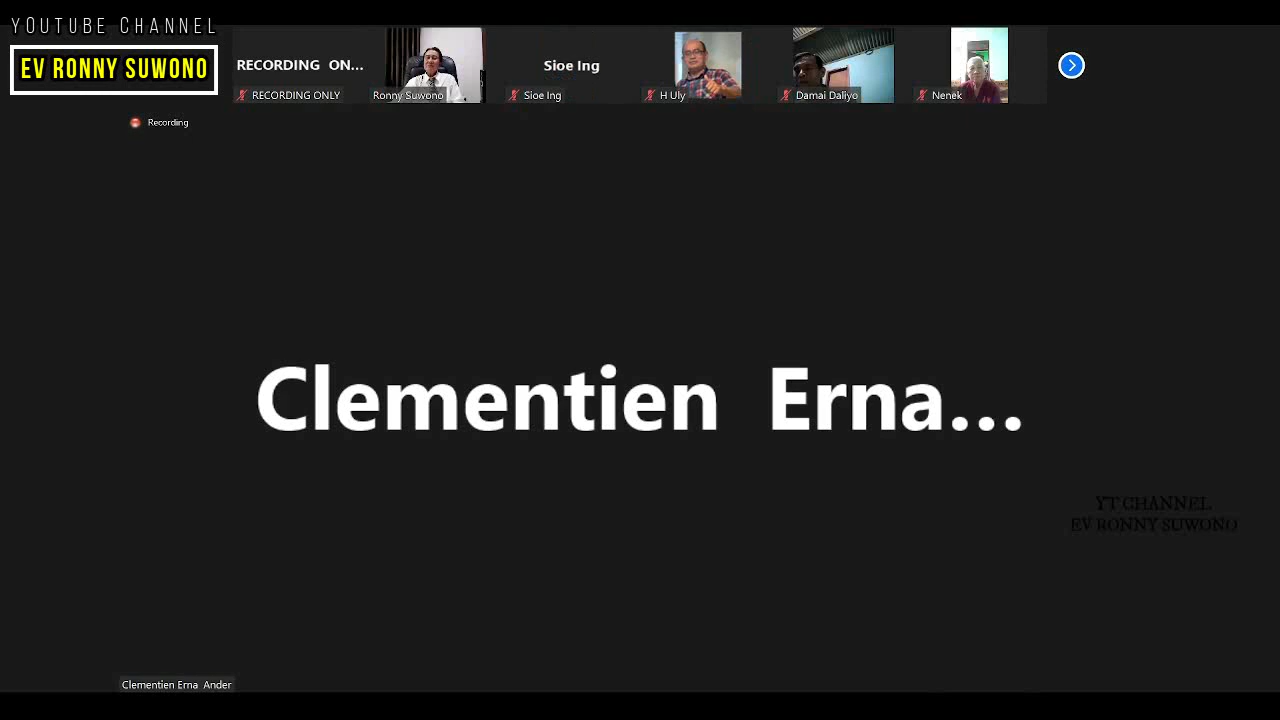 YOUTUBE CHANNEL
EV RONNY SUWONO
RECORDING ON...
Sioe Ing
RECORDING ONLY
Ronny Suwono
Sioe Ing
H Uly
Damai Daliyo
Nenek
Recording
Clementien Erna...
YT CHANNEL
EV RONNY SUWONO
Clementien Erna Ander